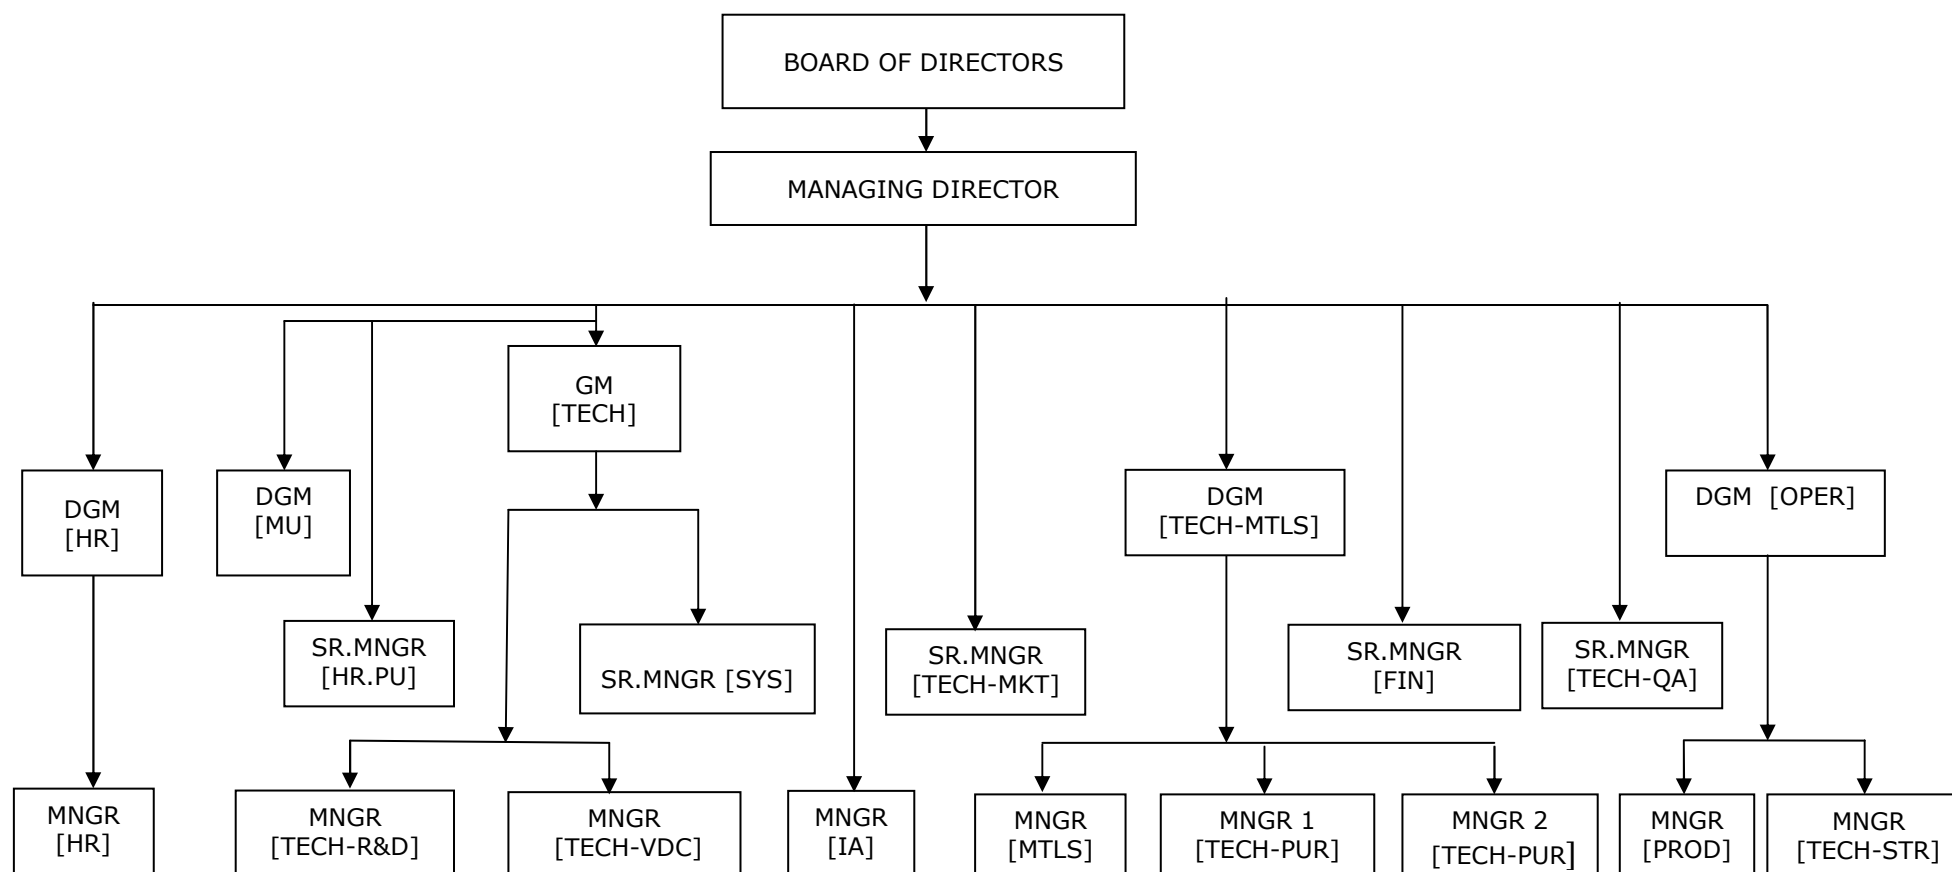 BOARD OF DIRECTORS
MANAGING DIRECTOR
GM
[TECH]
DGM
[HR]
DGM
[MU]
DGM
[TECH-MTLS]
DGM  [OPER]
SR.MNGR
[HR.PU]
SR.MNGR [SYS]
SR.MNGR
[TECH-MKT]
SR.MNGR
[FIN]
SR.MNGR
[TECH-QA]
MNGR
[HR]
MNGR
[TECH-R&D]
MNGR
[TECH-VDC]
MNGR
[IA]
MNGR
[MTLS]
MNGR 1
[TECH-PUR]
MNGR 2
[TECH-PUR]
MNGR
[PROD]
MNGR
[TECH-STR]